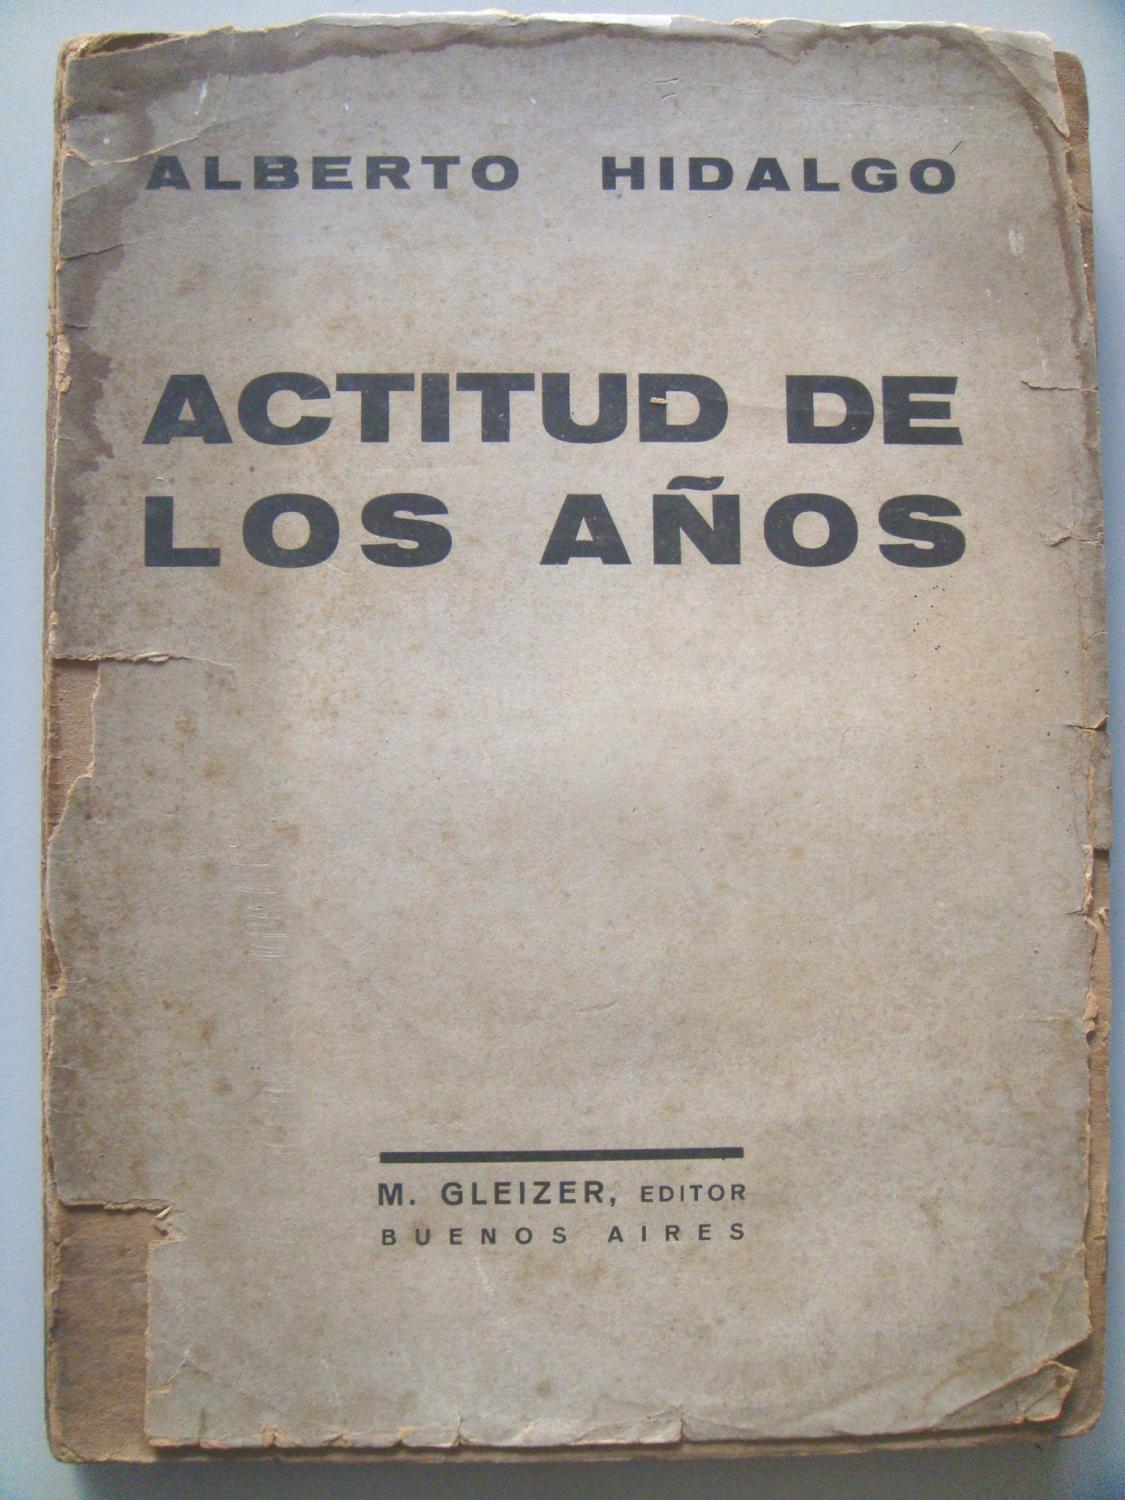 ALBERTO HIDALGO
ACTITUD DE
LOS AÑOS
M. GLEIZER, EDITOR
BUENOS AIRES